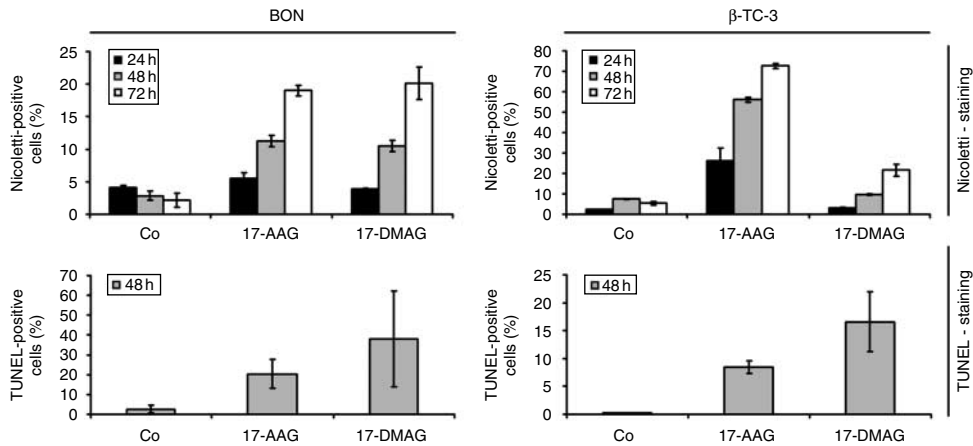 BON
Nicoletti-positive
cells (%)
25
20
15
10
5
0
24 h
48 h
72 h
Co
17-AAG
17-DMAG
β-TC-3
Nicoletti-positive
cells (%)
80
70
60
50
40
30
20
10
0
24 h
48 h
72 h
Co
17-AAG
17-DMAG
Nicoletti - staining
TUNEL-positive
cells (%)
70
60
50
40
30
20
10
0
48 h
Co
17-AAG
17-DMAG
TUNEL-positive
cells (%)
25
20
15
10
5
0
48 h
Co
17-AAG
17-DMAG
TUNEL - staining